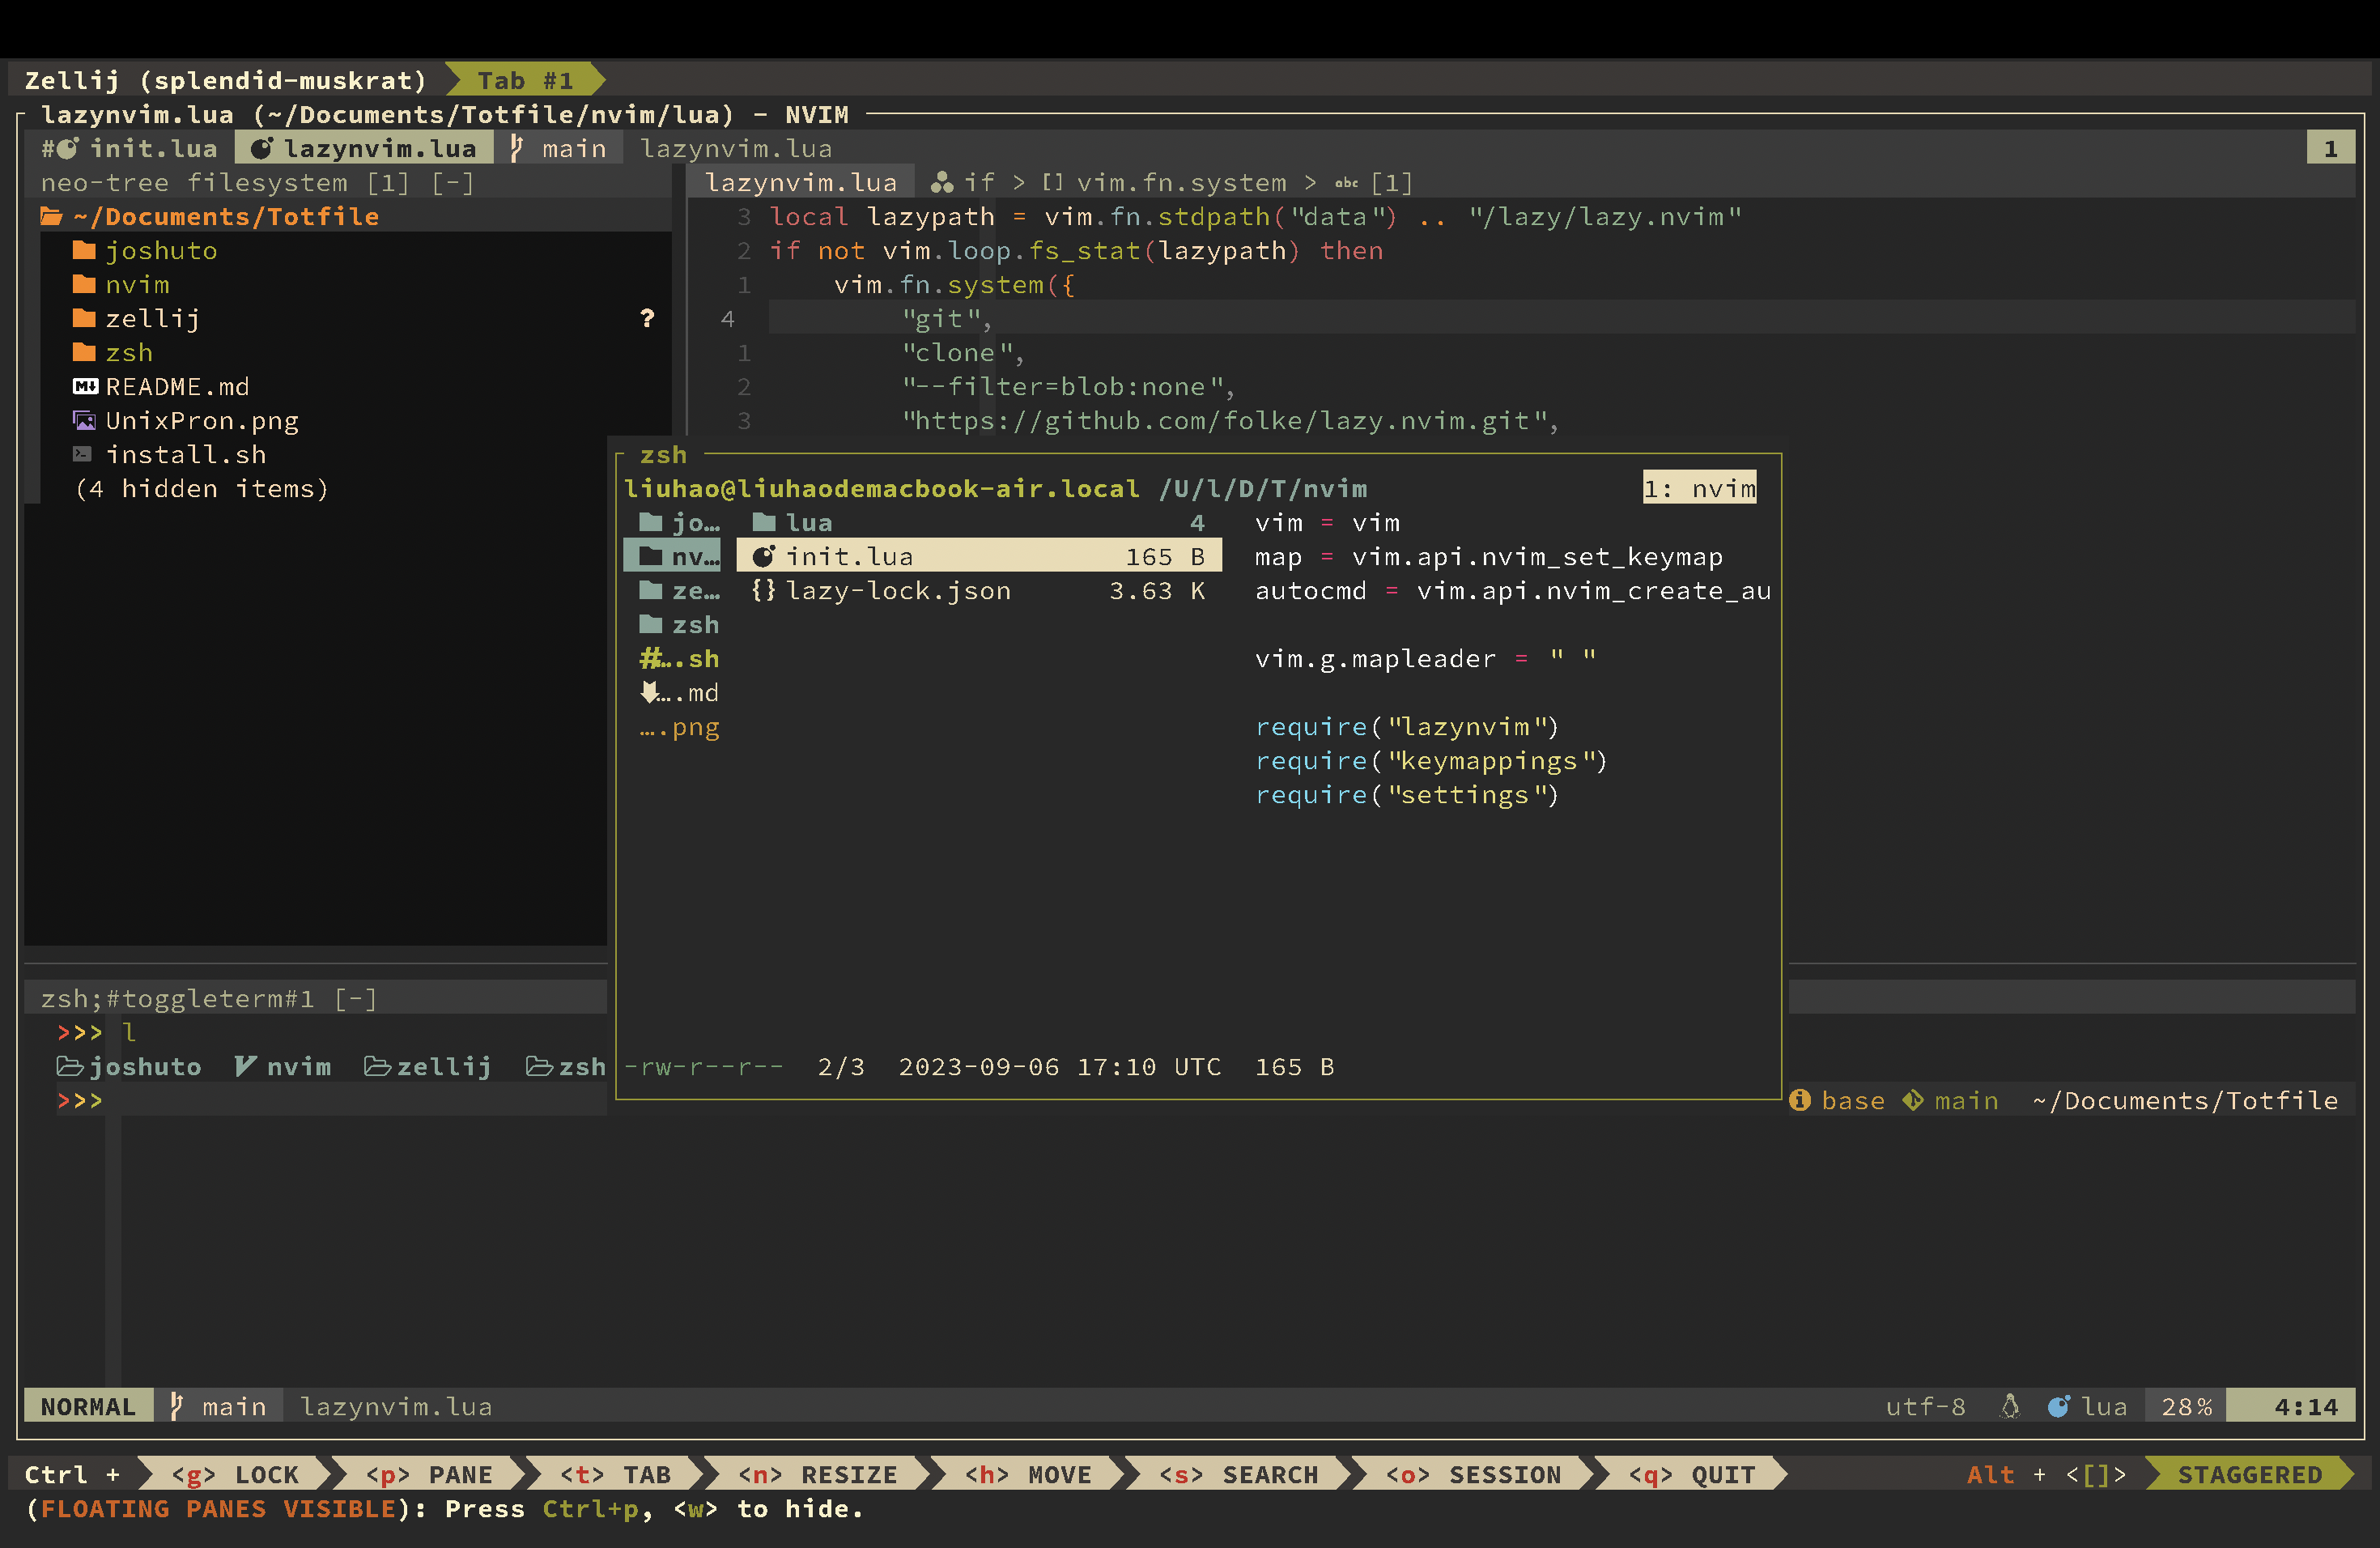 Zellij (splendid-muskrat) Tab #1
lazynvim.lua (~/Documents/Totfile/nvim/lua) - NVIM
# init.lua lazynvim.lua main lazynvim.lua 1
neo-tree filesystem [1] [-]
~/Documents/Totfile
joshuto
nvim
zellij ?
zsh
README.md
UnixPron.png
install.sh
(4 hidden items)
lazynvim.lua if > [] vim.fn.system > abc [1]
3 local lazypath = vim.fn.stdpath("data") .. "/lazy/lazy.nvim"
2 if not vim.loop.fs_stat(lazypath) then
1 vim.fn.system({
4 "git",
1 "clone",
2 "--filter=blob:none",
3 "https://github.com/folke/lazy.nvim.git",
zsh
liuhao@liuhaodemacbook-air.local /U/l/D/T/nvim 1: nvim
jo…
nv…
ze…
zsh
#….sh
….md
….png
lua 4
init.lua 165 B
{} lazy-lock.json 3.63 K
vim = vim
map = vim.api.nvim_set_keymap
autocmd = vim.api.nvim_create_au
vim.g.mapleader = " "
require("lazynvim")
require("keymappings")
require("settings")
-rw-r--r-- 2/3 2023-09-06 17:10 UTC 165 B
zsh;#toggleterm#1 [-]
>>> l
joshuto nvim zellij zsh
>>>
base main ~/Documents/Totfile
NORMAL main lazynvim.lua utf-8 lua 28% 4:14
Ctrl + <g> LOCK <p> PANE <t> TAB <n> RESIZE <h> MOVE <s> SEARCH <o> SESSION <q> QUIT Alt + <[]> STAGGERED
(FLOATING PANES VISIBLE): Press Ctrl+p, <w> to hide.